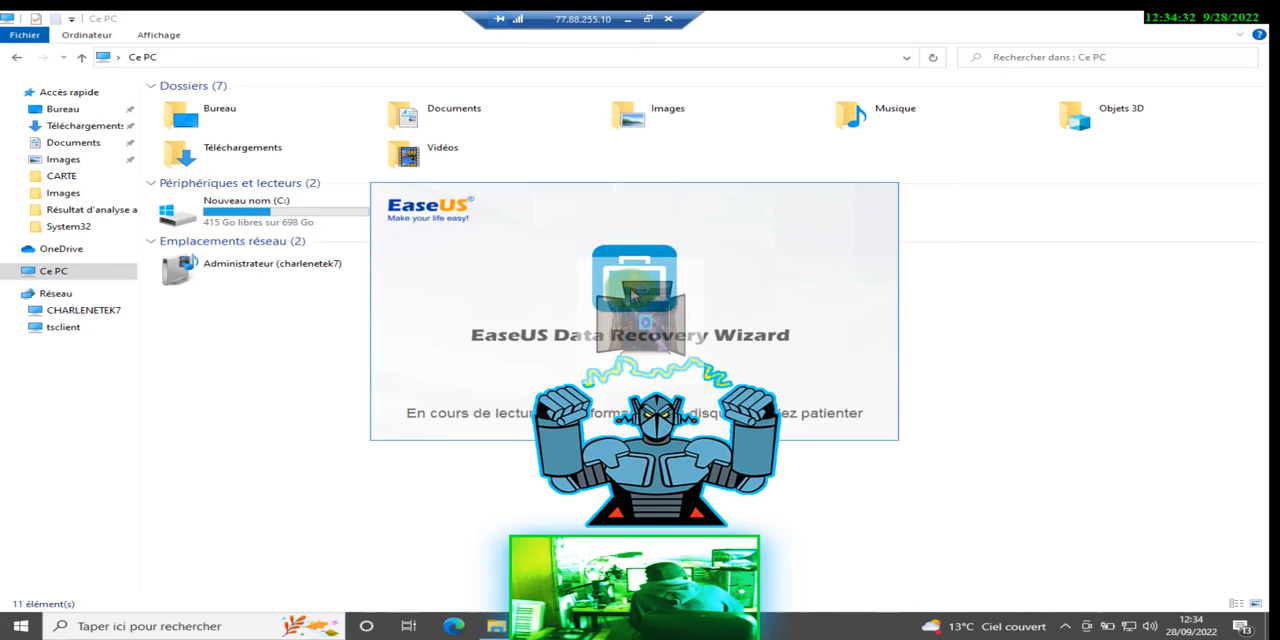 Ce PC
77.88.255.10
12:34:32 9/28/2022
Fichier
Ordinateur
Affichage
Ce PC
Rechercher dans : Ce PC
Accès rapide
Bureau
Téléchargements
Documents
Images
CARTE
Images
Résultat d'analyse a
System32
OneDrive
Ce PC
Réseau
CHARLENETEK7
tsclient
Dossiers (7)
Bureau
Documents
Images
Musique
Objets 3D
Téléchargements
Vidéos
Périphériques et lecteurs (2)
Nouveau nom (C:)
415 Go libres sur 698 Go
Emplacements réseau (2)
Administrateur (charlenetek7)
EaseUS®
Make your life easy!
EaseUS Data Recovery Wizard
En cours de patienter
11 élément(s)
Taper ici pour rechercher
13°C Ciel couvert
12:34
28/09/2022
13